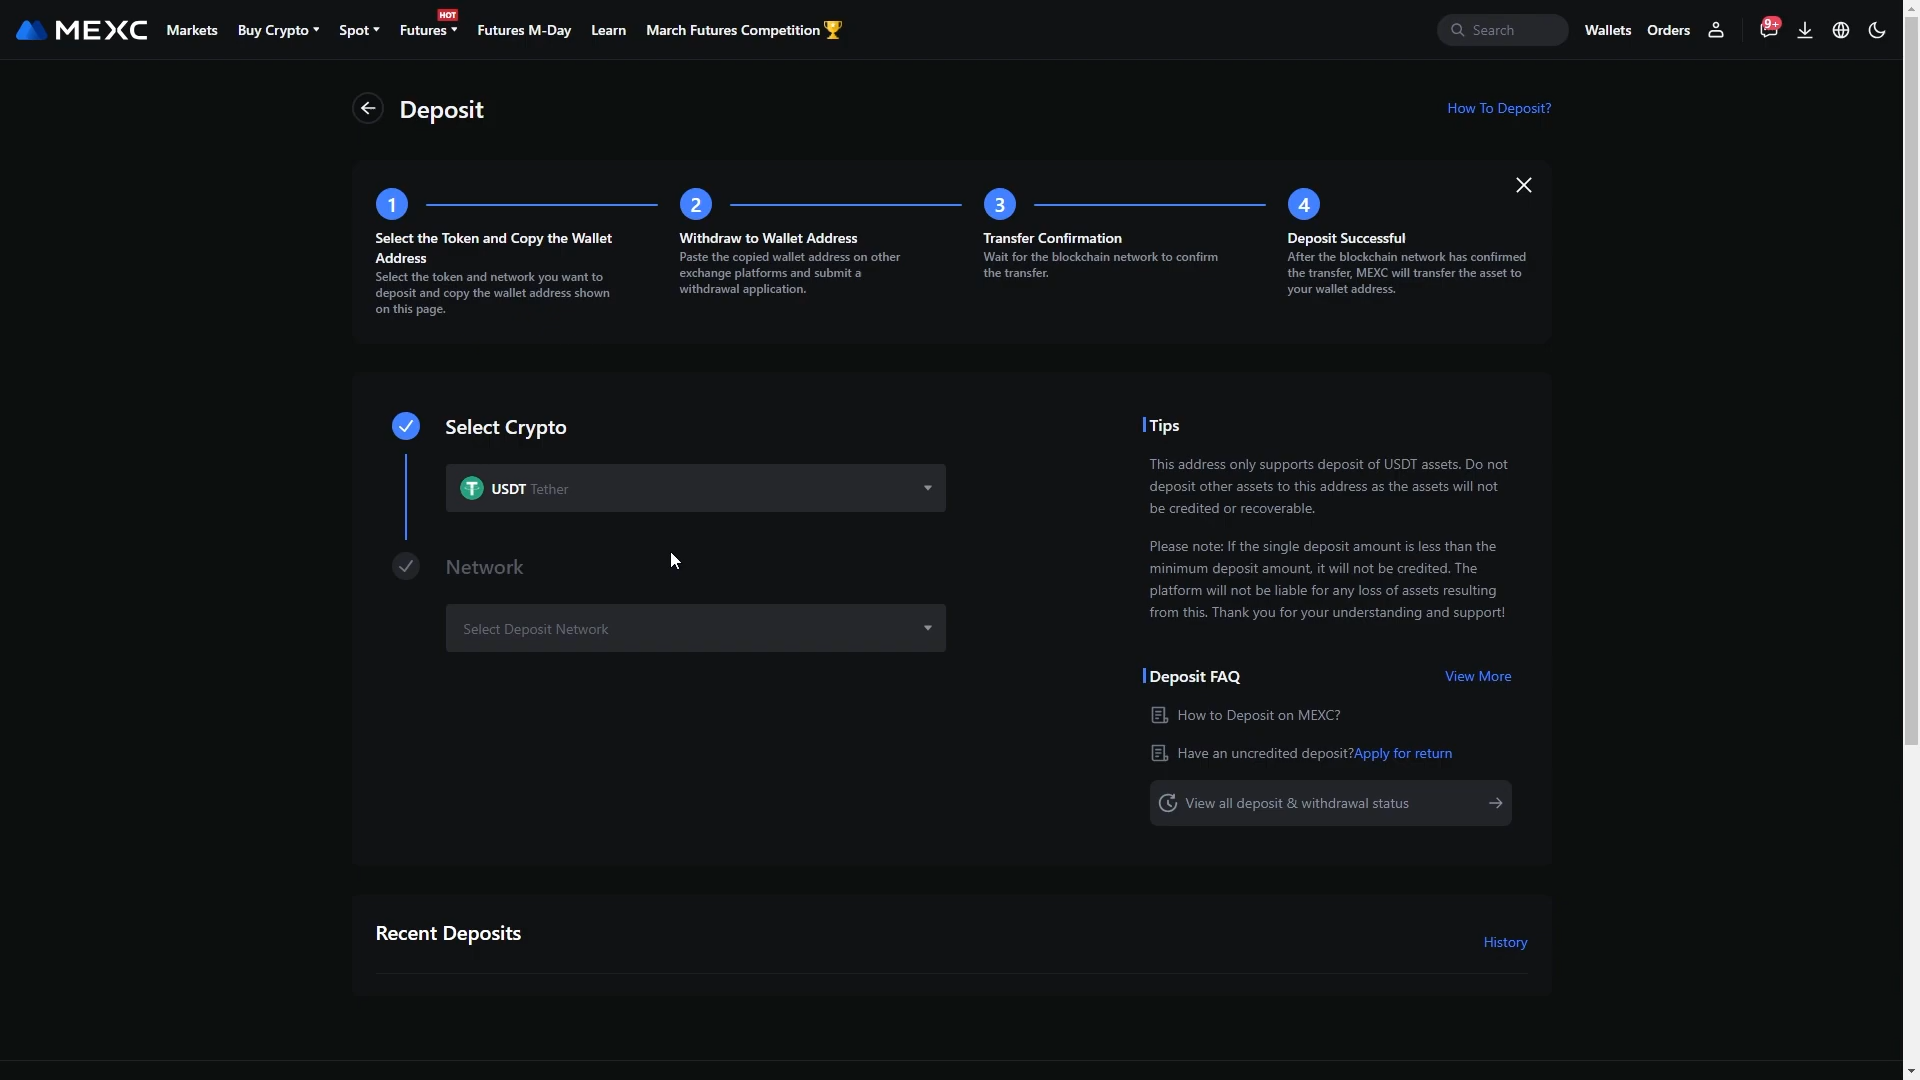 MEXC Markets Buy Crypto Spot Futures HOT Futures M-Day Learn March Futures Competition Search Wallets Orders 9+
Deposit
How To Deposit?
1
Select the Token and Copy the Wallet
Address
Select the token and network you want to
deposit and copy the wallet address shown
on this page.
2
Withdraw to Wallet Address
Paste the copied wallet address on other
exchange platforms and submit a
withdrawal application.
3
Transfer Confirmation
Wait for the blockchain network to confirm
the transfer.
4
Deposit Successful
After the blockchain network has confirmed
the transfer, MEXC will transfer the asset to
your wallet address.
Select Crypto
USDT Tether
Network
Select Deposit Network
Tips
This address only supports deposit of USDT assets. Do not
deposit other assets to this address as the assets will not
be credited or recoverable.
Please note: If the single deposit amount is less than the
minimum deposit amount, it will not be credited. The
platform will not be liable for any loss of assets resulting
from this. Thank you for your understanding and support!
Deposit FAQ
View More
How to Deposit on MEXC?
Have an uncredited deposit?Apply for return
View all deposit & withdrawal status
Recent Deposits
History